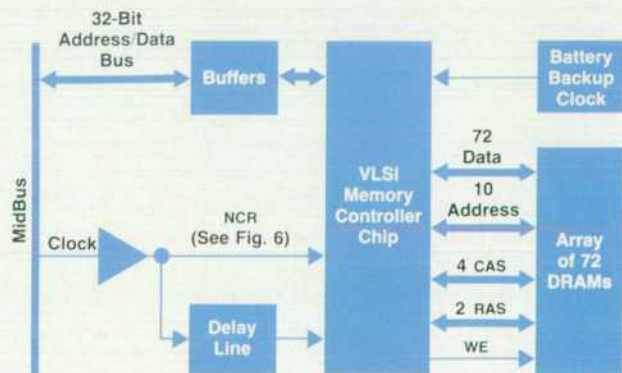 32-Bit
Address/Data
Bus
Buffers
Battery
Backup
Clock
MidBus
VLSI
Memory
Controller
Chip
72
Data
10
Address
Clock
NCR
(See Fig. 6)
Array
of 72
DRAMs
4 CAS
2 RAS
Delay
Line
WE